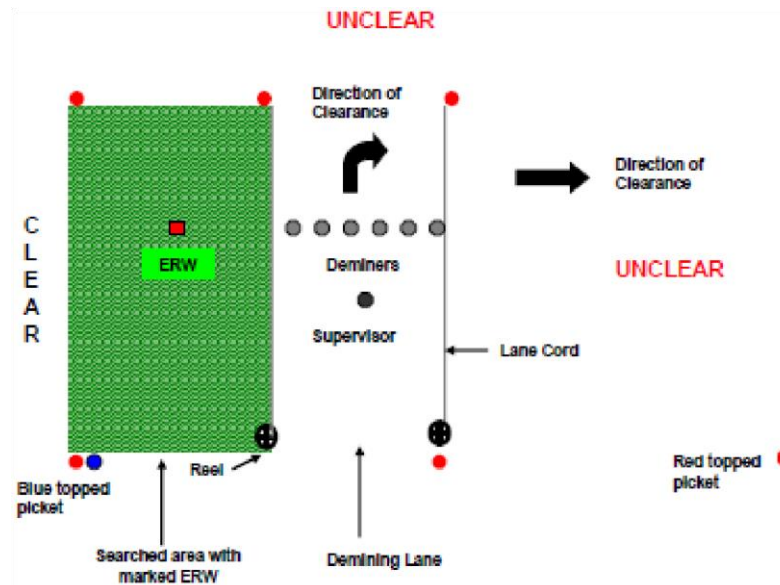 UNCLEAR
Direction of
Clearance
Direction of
Clearance
CLEAR
ERW
Deminers
UNCLEAR
Supervisor
Lane Cord
Reel
Blue topped
picket
Red topped
picket
Searched area with
marked ERW
Demining Lane